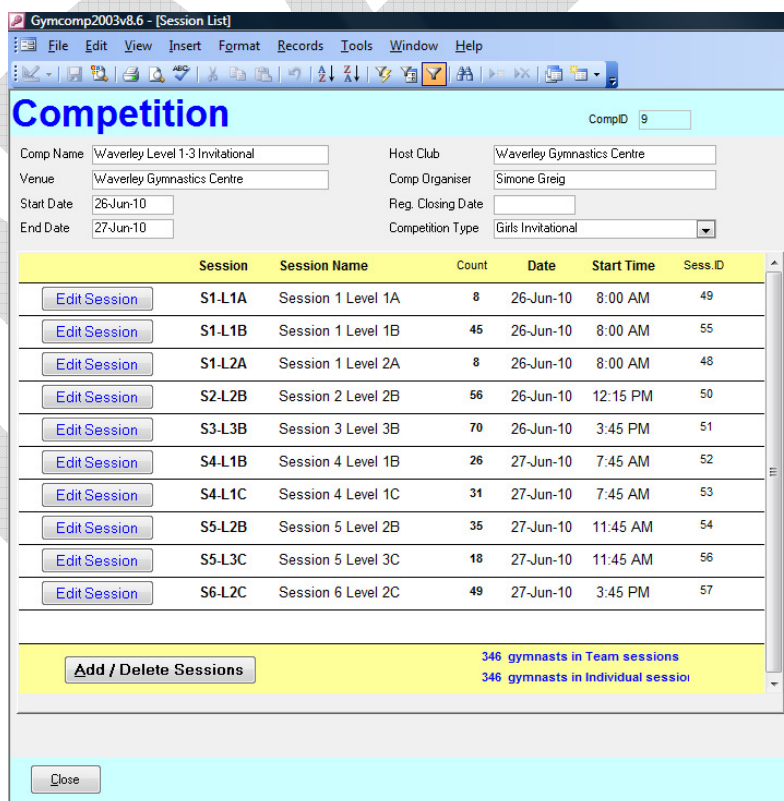 Gymcomp2003v8.6 - [Session List]
File Edit View Insert Format Records Tools Window Help
Competition
CompID 9
Comp Name Waverley Level 1-3 Invitational Host Club Waverley Gymnastics Centre
Venue Waverley Gymnastics Centre Comp Organiser Simone Greig
Start Date 26-Jun-10 Reg. Closing Date
End Date 27-Jun-10 Competition Type Girls Invitational
Session Session Name Count Date Start Time Sess.ID
Edit Session S1-L1A Session 1 Level 1A 8 26-Jun-10 8:00 AM 49
Edit Session S1-L1B Session 1 Level 1B 45 26-Jun-10 8:00 AM 55
Edit Session S1-L2A Session 1 Level 2A 8 26-Jun-10 8:00 AM 48
Edit Session S2-L2B Session 2 Level 2B 56 26-Jun-10 12:15 PM 50
Edit Session S3-L3B Session 3 Level 3B 70 26-Jun-10 3:45 PM 51
Edit Session S4-L1B Session 4 Level 1B 26 27-Jun-10 7:45 AM 52
Edit Session S4-L1C Session 4 Level 1C 31 27-Jun-10 7:45 AM 53
Edit Session S5-L2B Session 5 Level 2B 35 27-Jun-10 11:45 AM 54
Edit Session S5-L3C Session 5 Level 3C 18 27-Jun-10 11:45 AM 56
Edit Session S6-L2C Session 6 Level 2C 49 27-Jun-10 3:45 PM 57
346 gymnasts in Team sessions
Add / Delete Sessions
346 gymnasts in Individual session
Close